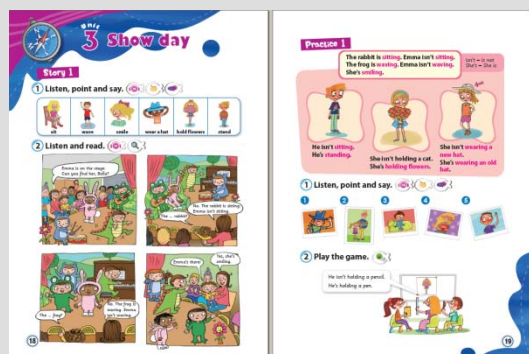 Unit
3 Show day
Story 1
1 Listen, point and say.
sit
wave
smile
wear a hat
hold flowers
stand
2 Listen and read.
Emma is on the stage.
Can you find her, Bella?
The ... rabbit?
No. The rabbit is sitting.
Emma isn't sitting.
The ... frog?
No. The frog is
waving. Emma
isn't waving.
Emma's there!
Yes, she's
smiling.
18
Practice 1
The rabbit is sitting. Emma isn't sitting.
The frog is waving. Emma isn't waving.
She's smiling.
isn't = is not
She's = She is
He isn't sitting.
He's standing.
She isn't holding a cat.
She's holding flowers.
She isn't wearing a
new hat.
She's wearing an old
hat.
1 Listen, point and say.
1
2
3
4
5
2 Play the game.
He isn't holding a pencil.
He's holding a pen.
19